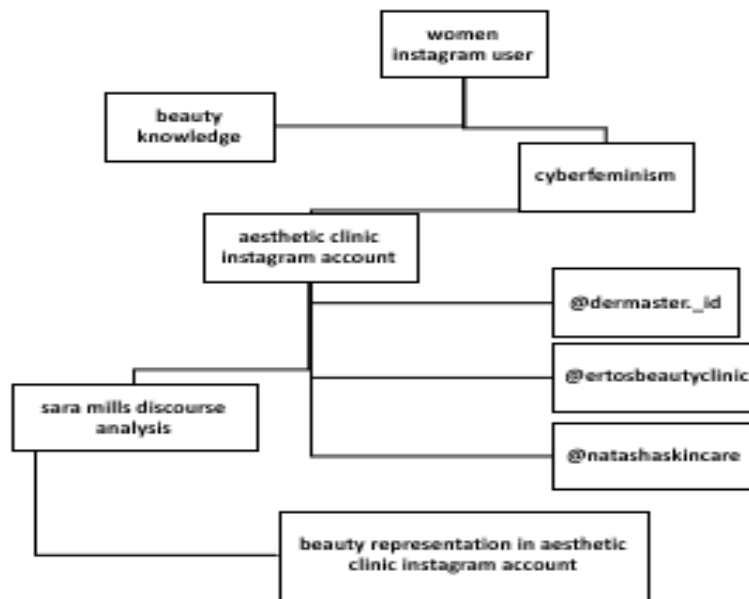 women
instagram user
beauty
knowledge
cyberfeminism
aesthetic clinic
instagram account
@dermaster._id
@ertosbeautyclinic
sara mills discourse
analysis
@natashaskincare
beauty representation in aesthetic
clinic instagram account